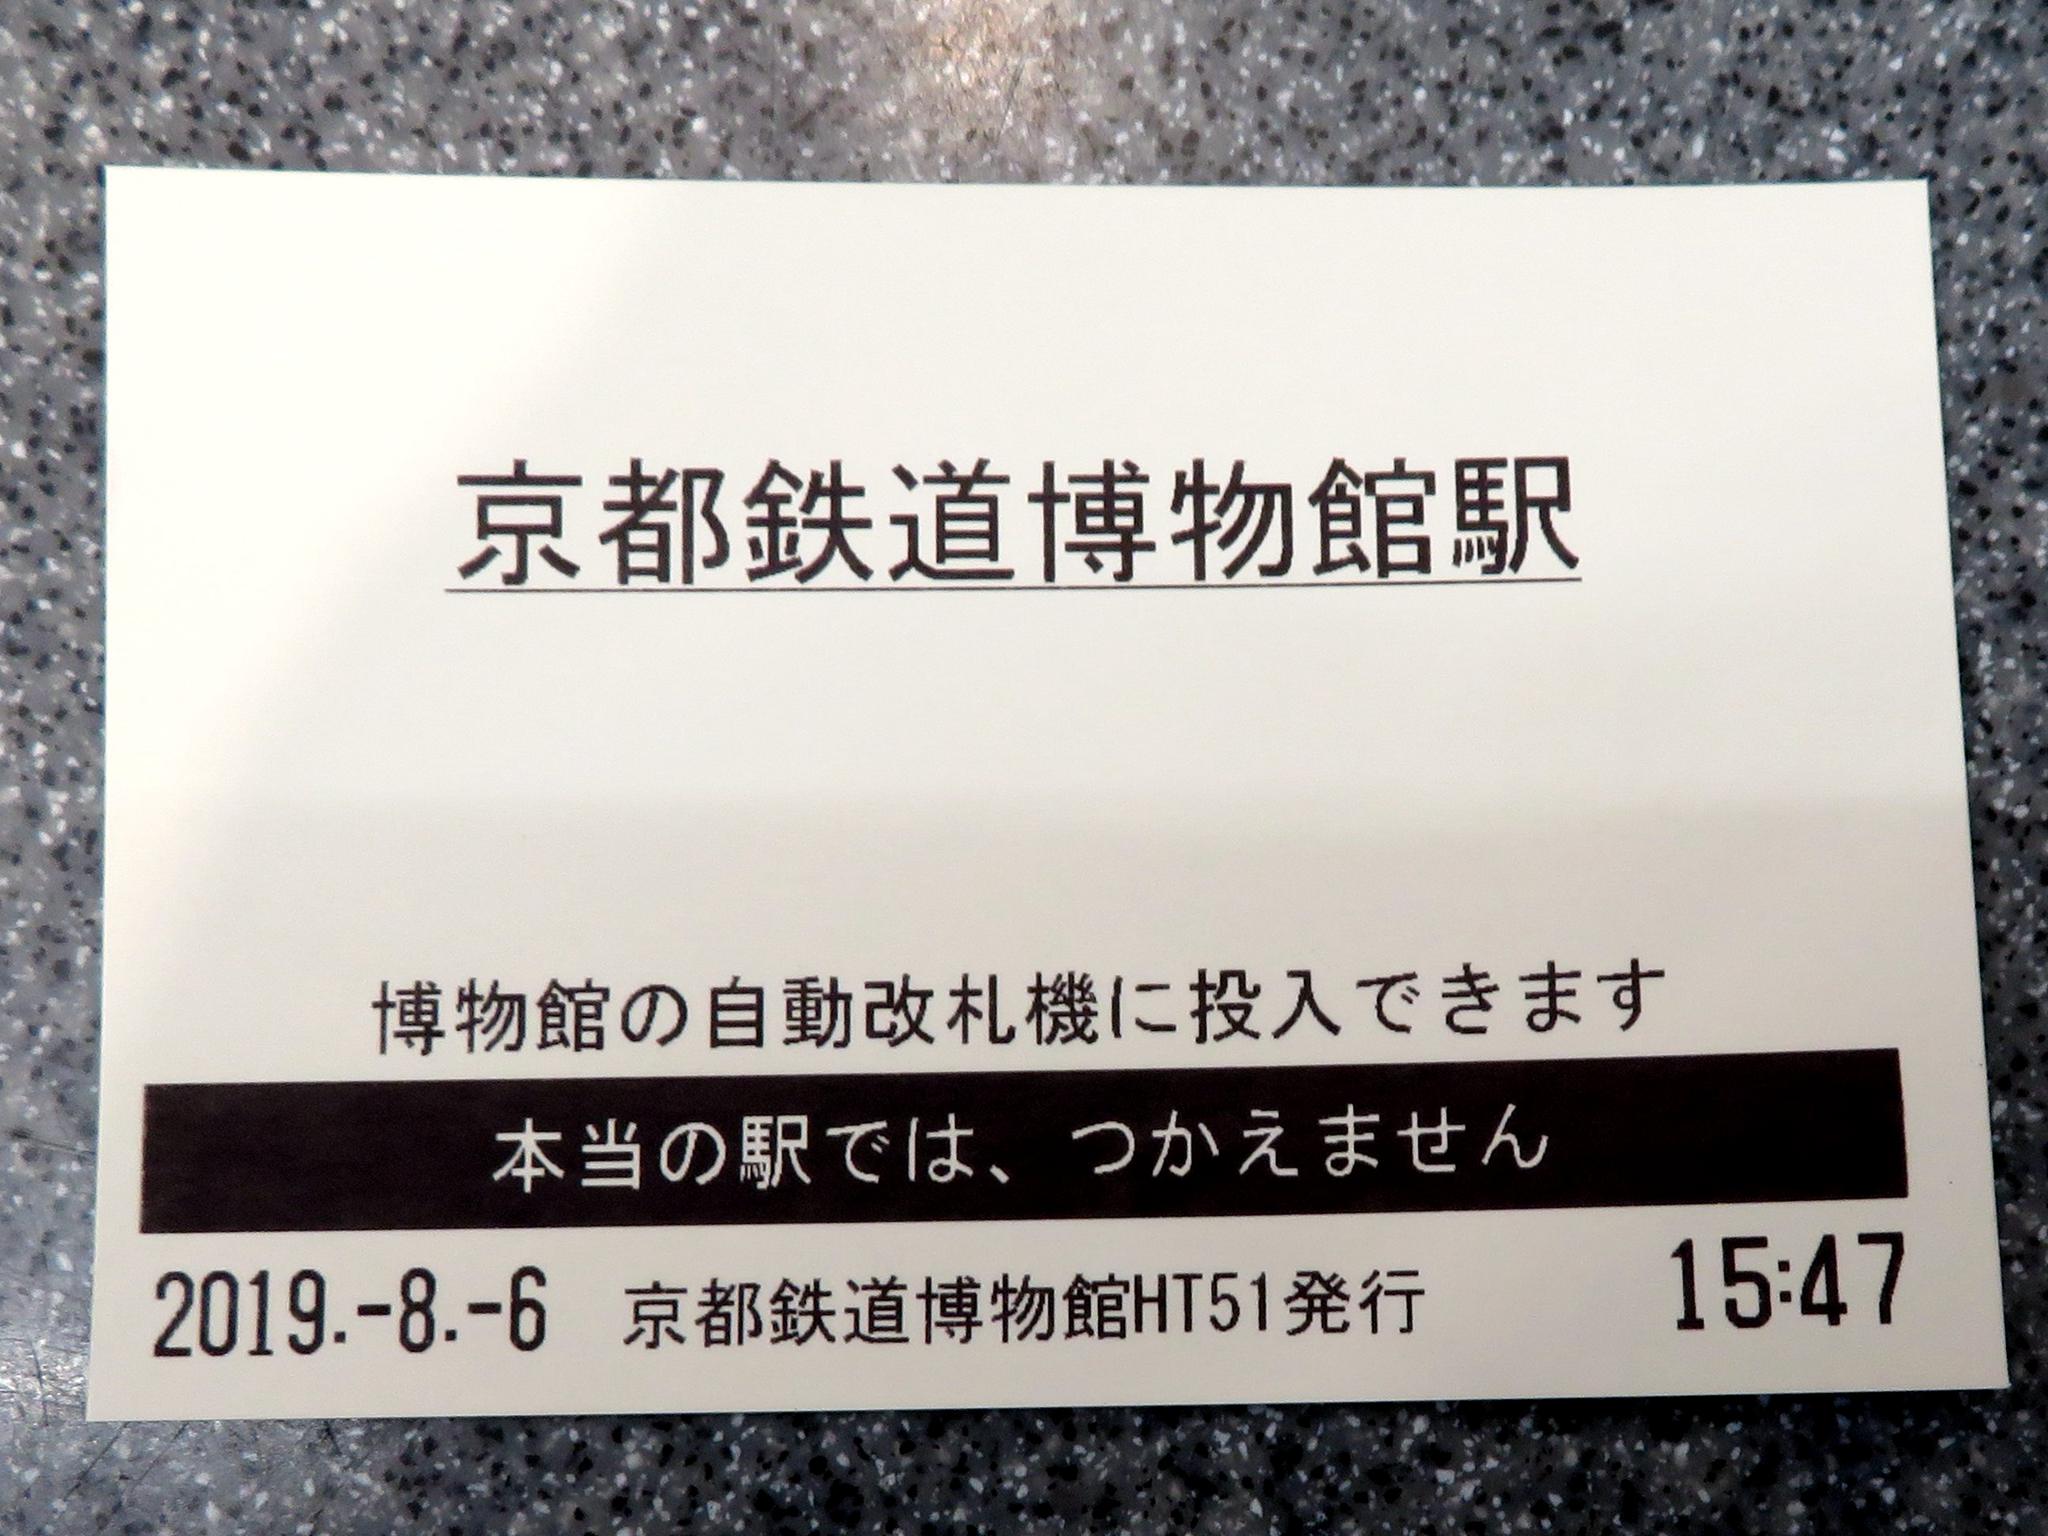 京都鉄道博物館駅
博物館の自動改札機に投入できます
本当の駅では、つかえません
2019.-8.-6 京都鉄道博物館HT51発行 15:47